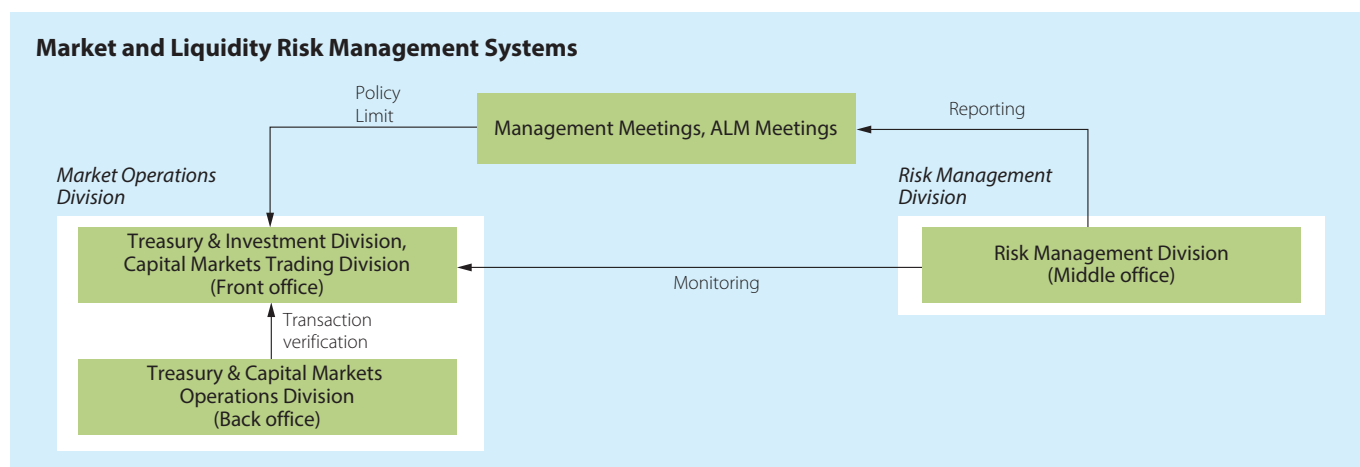 Market and Liquidity Risk Management Systems
Policy
Limit
Management Meetings, ALM Meetings
Reporting
Market Operations
Division
Risk Management
Division
Treasury & Investment Division,
Capital Markets Trading Division
(Front office)
Monitoring
Risk Management Division
(Middle office)
Transaction
verification
Treasury & Capital Markets
Operations Division
(Back office)